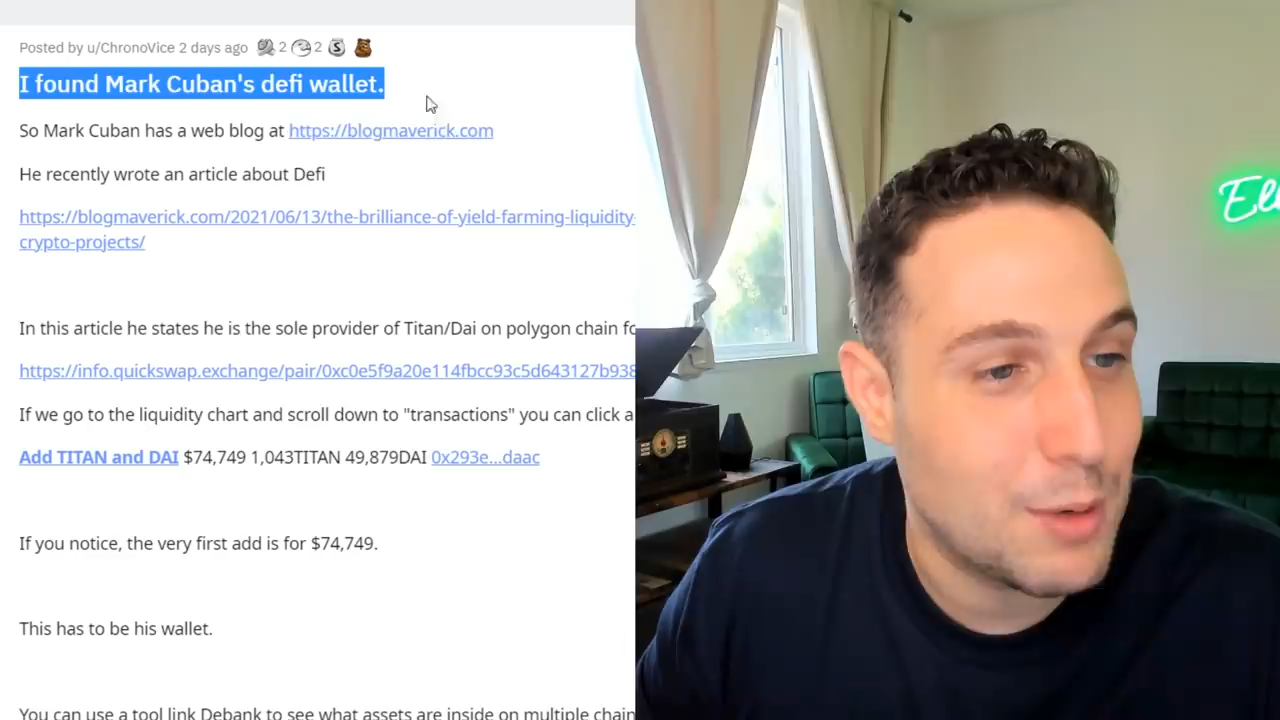 Posted by u/ChronoVice 2 days ago 2 2 S
I found Mark Cuban's defi wallet.
So Mark Cuban has a web blog at https://blogmaverick.com
He recently wrote an article about Defi
https://blogmaverick.com/2021/06/13/the-brilliance-of-yield-farming-liquidity-
crypto-projects/
In this article he states he is the sole provider of Titan/Dai on polygon chain
https://info.quickswap.exchange/pair/0xc0e5f9a20e114fbcc93c5d643127b938
If we go to the liquidity chart and scroll down to "transactions" you can click a
Add TITAN and DAI $74,749 1,043TITAN 49,879DAI 0x293e...daac
If you notice, the very first add is for $74,749.
This has to be his wallet.
You can use a tool link Debank to see what assets are inside on multiple chain